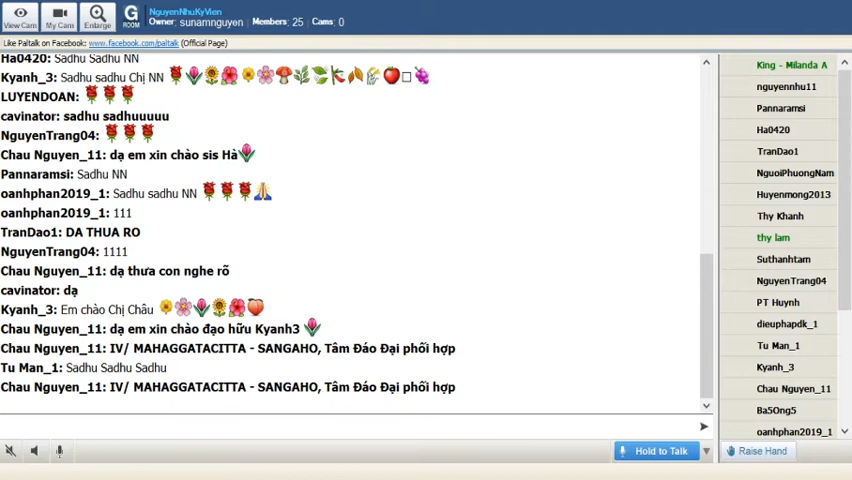 NguyenNhuKyVien
Owner: sunamnguyen Members: 25 Cams: 0
View Cam My Cam Enlarge G ROOM
Like Paltalk on Facebook: www.facebook.com/paltalk (Official Page)
Ha0420: Sadhu Sadhu NN
Kyanh_3: Sadhu sadhu Chị NN
LUYENDOAN:
cavinator: sadhu sadhuuuuu
NguyenTrang04:
Chau Nguyen_11: dạ em xin chào sis Hà
Pannaramsi: Sadhu NN
oanhphan2019_1: Sadhu sadhu NN
oanhphan2019_1: 111
TranDao1: DA THUA RO
NguyenTrang04: 1111
Chau Nguyen_11: dạ thưa con nghe rõ
cavinator: dạ
Kyanh_3: Em chào Chị Châu
Chau Nguyen_11: dạ em xin chào đạo hữu Kyanh3
Chau Nguyen_11: IV/ MAHAGGATACITTA - SANGAHO, Tâm Đáo Đại phối hợp
Tu Man_1: Sadhu Sadhu Sadhu
Chau Nguyen_11: IV/ MAHAGGATACITTA - SANGAHO, Tâm Đáo Đại phối hợp
King - Milanda A
nguyennhu11
Pannaramsi
Ha0420
TranDao1
NguoiPhuongNam
Huyenmong2013
Thy Khanh
thy lam
Suthanhtam
NguyenTrang04
PT Huynh
dieuphapdk_1
Tu Man_1
Kyanh_3
Chau Nguyen_11
Ba5Ong5
oanhphan2019_1
Hold to Talk
Raise Hand